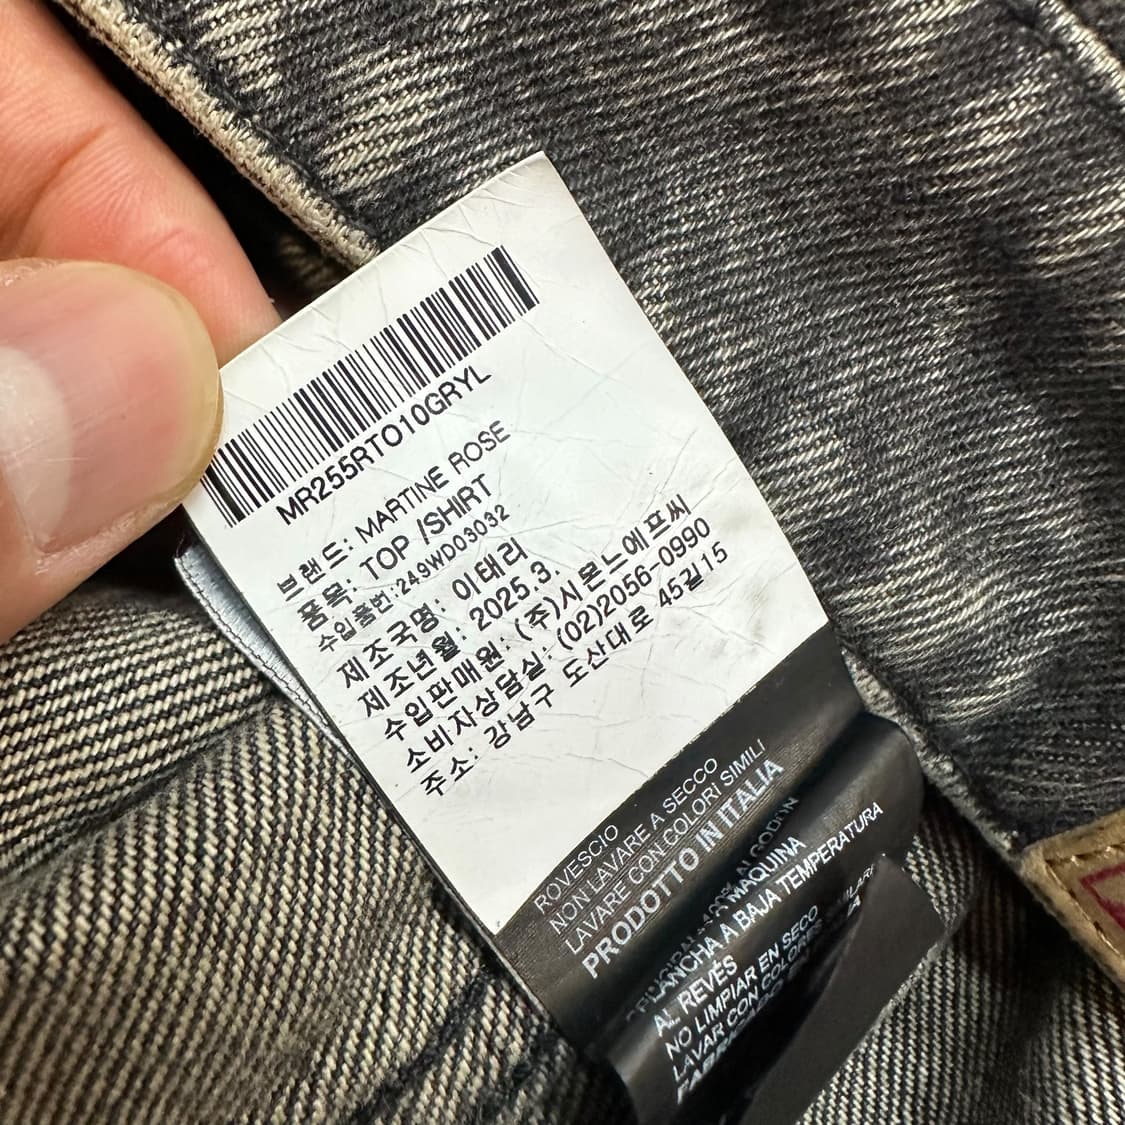 MR255RTO10GRYL
브랜드: MARTINE ROSE
품목: TOP /SHIRT
수입품번:249WD03032
제조국명: 이태리
제조년월: 2025.3.
수입판매원: (주)시몬느에프씨
소비자상담실: (02)2056-0990
주소: 강남구 도산대로 45길15
ROVESCIO
NON LAVARE A SECCO
LAVARE CON COLORI SIMILI
PRODOTTO IN ITALIA
MAQUINA
PLANCHA A BAJA TEMPERATURA
AL REVÉS
NO LIMPIAR EN SECO
LAVAR CON COLORES